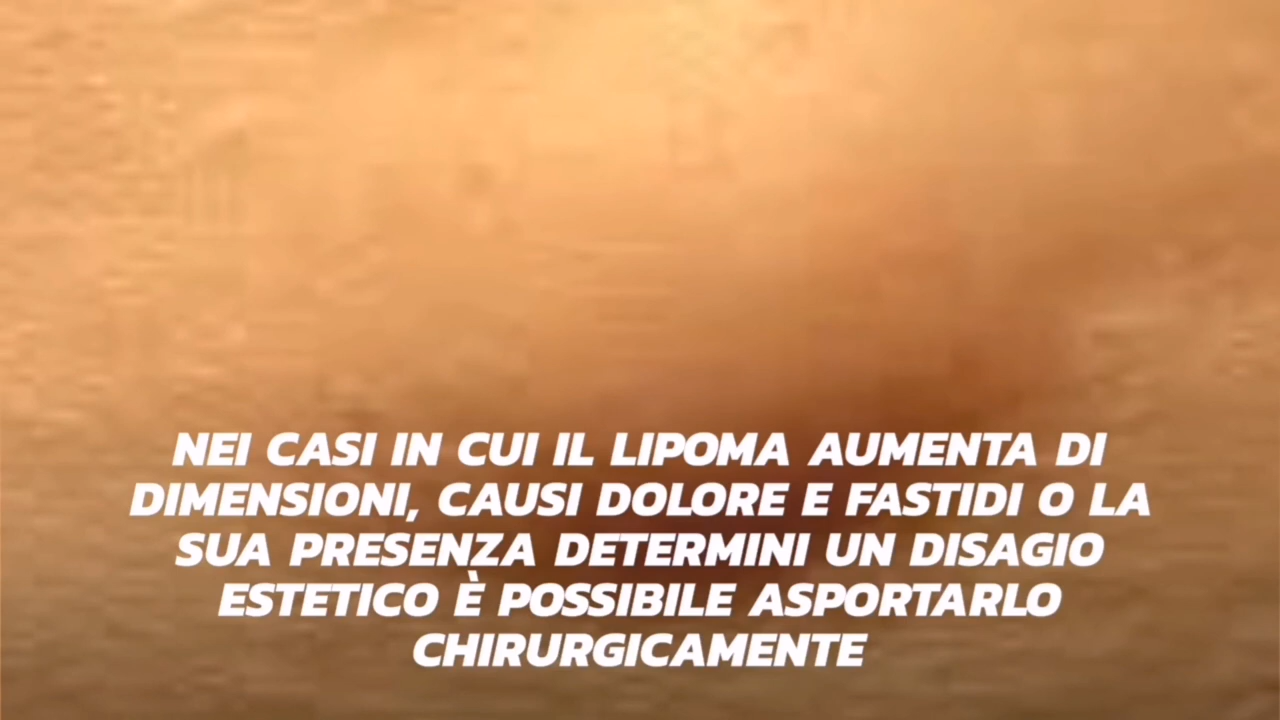 NEI CASI IN CUI IL LIPOMA AUMENTA DI
DIMENSIONI, CAUSI DOLORE E FASTIDI O LA
SUA PRESENZA DETERMINI UN DISAGIO
ESTETICO È POSSIBILE ASPORTARLO
CHIRURGICAMENTE